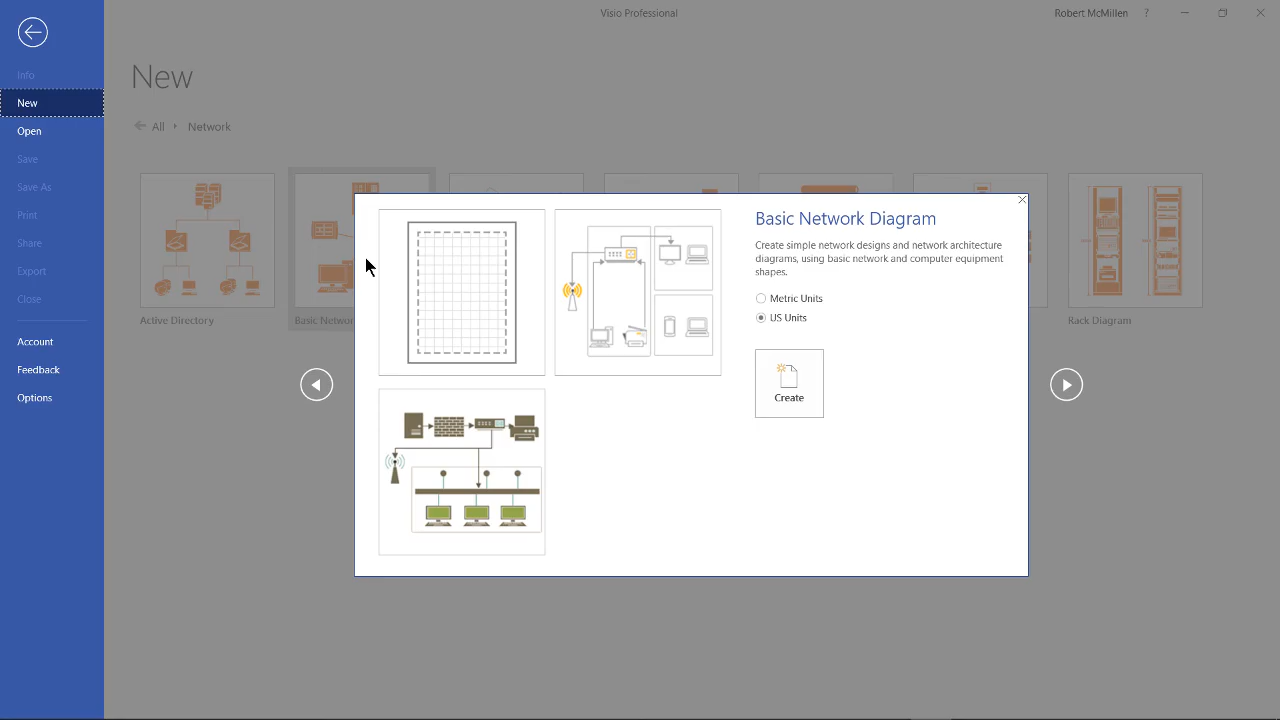 Visio Professional
Robert McMillen
?
Info
New
Open
Save
Save As
Print
Share
Export
Close
Account
Feedback
Options
New
All
Network
Active Directory
Basic Networ
Rack Diagram
Basic Network Diagram
Create simple network designs and network architecture
diagrams, using basic network and computer equipment
shapes.
Metric Units
US Units
Create